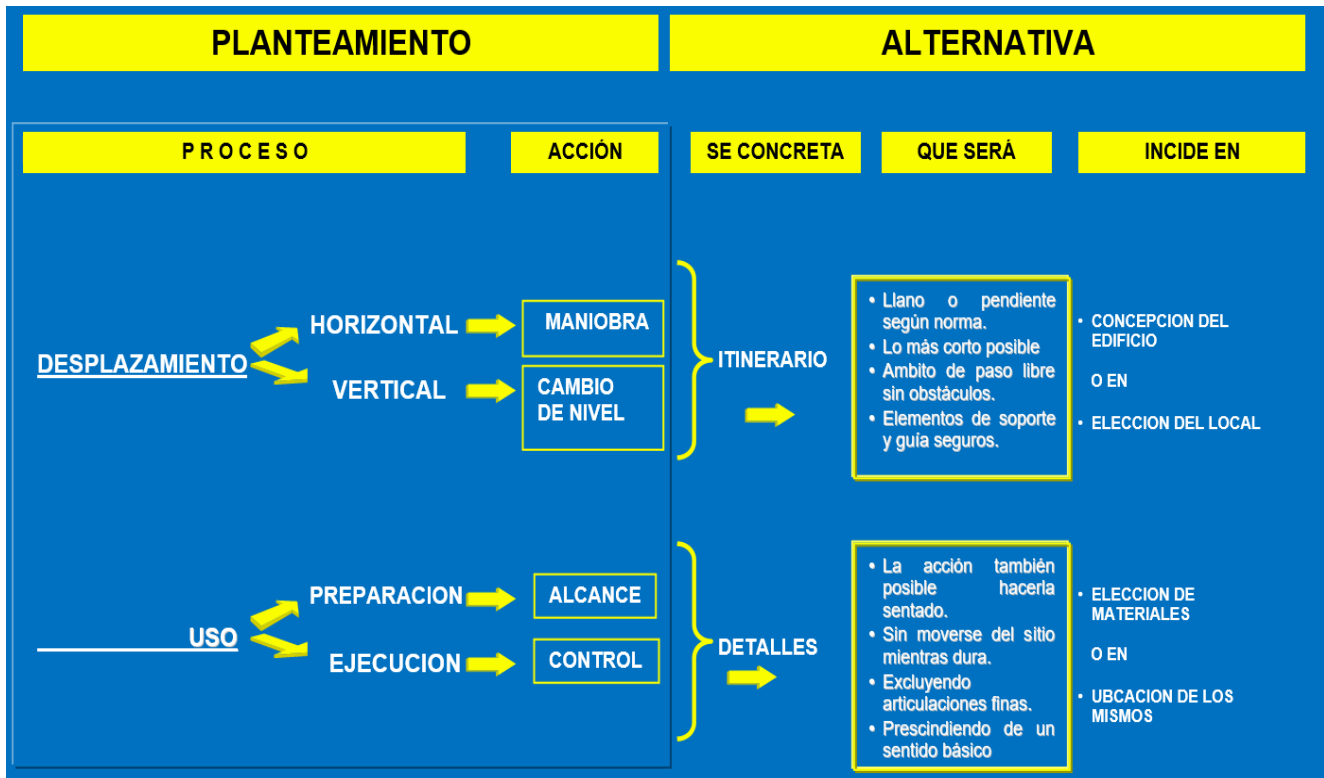 PLANTEAMIENTO
ALTERNATIVA
P R O C E S O
ACCIÓN
SE CONCRETA
QUE SERÁ
INCIDE EN
DESPLAZAMIENTO
HORIZONTAL
MANIOBRA
VERTICAL
CAMBIO
DE NIVEL
ITINERARIO
• Llano o pendiente
según norma.
• Lo más corto posible
• Ambito de paso libre
sin obstáculos.
• Elementos de soporte
y guía seguros.
• CONCEPCION DEL
EDIFICIO
O EN
• ELECCION DEL LOCAL
USO
PREPARACION
ALCANCE
EJECUCION
CONTROL
DETALLES
• La acción también
posible hacerla
sentado.
• Sin moverse del sitio
mientras dura.
• Excluyendo
articulaciones finas.
• Prescindiendo de un
sentido básico
• ELECCION DE
MATERIALES
O EN
• UBCACION DE LOS
MISMOS